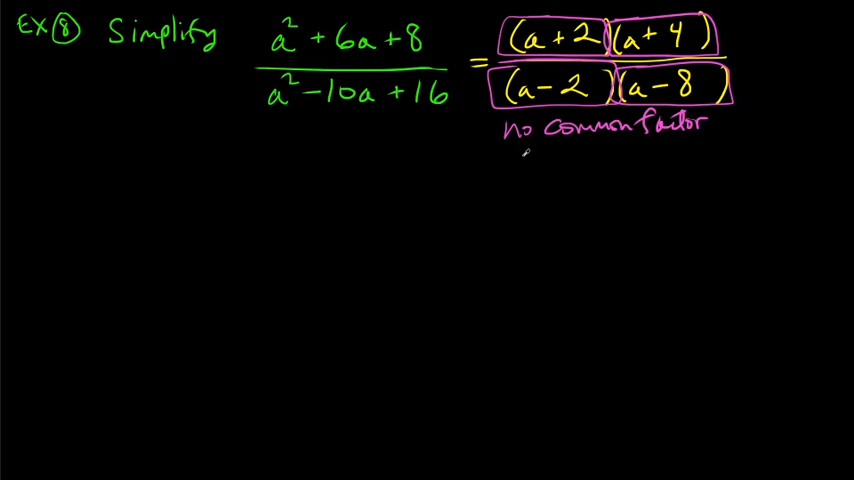 EX 8 Simplify a² + 6a + 8 / a² - 10a + 16 = (a + 2)(a + 4) / (a - 2)(a - 8)
no common factor